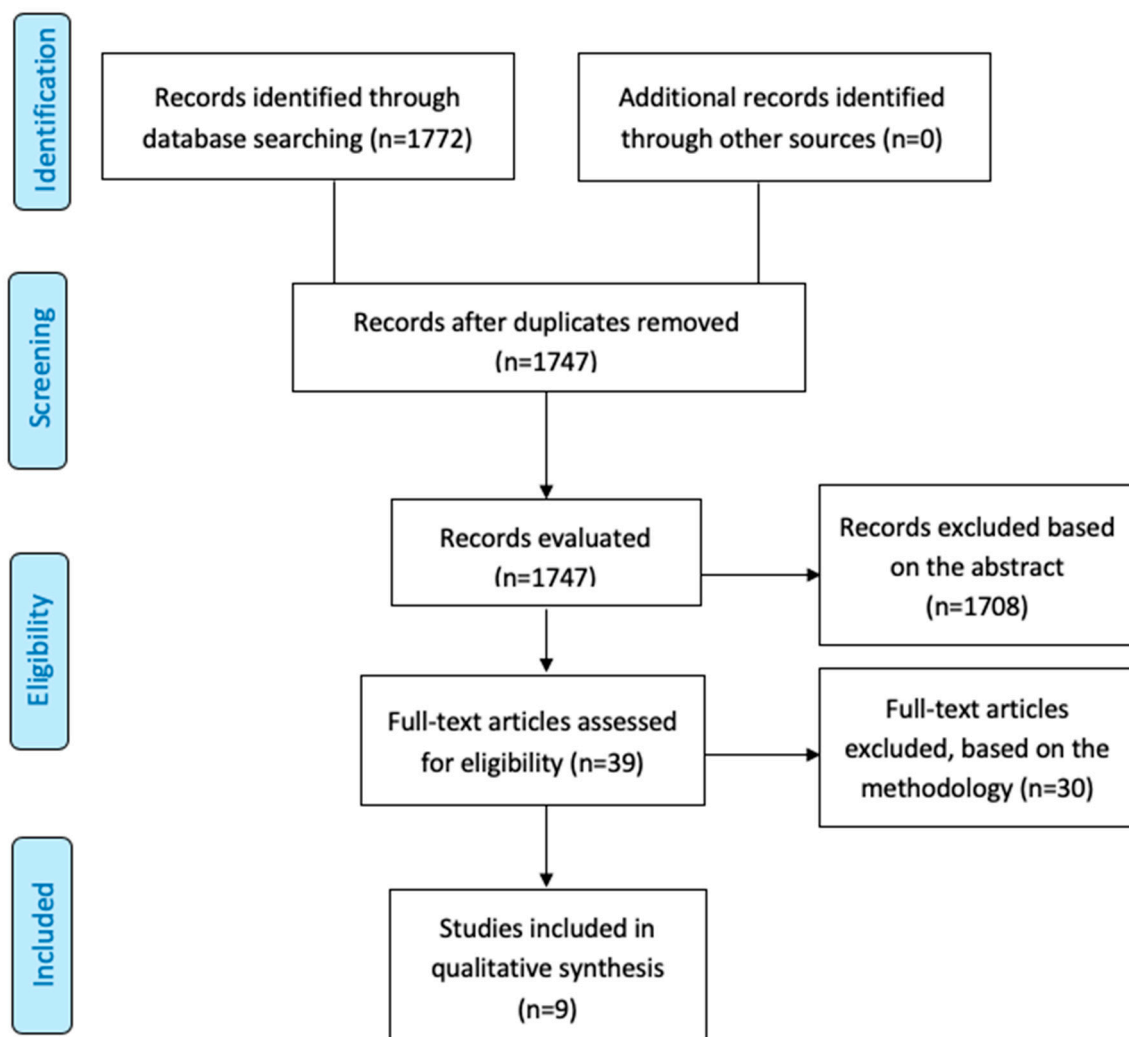 Identification
Records identified through
database searching (n=1772)
Additional records identified
through other sources (n=0)
Screening
Records after duplicates removed
(n=1747)
Eligibility
Records evaluated
(n=1747)
Records excluded based
on the abstract
(n=1708)
Full-text articles assessed
for eligibility (n=39)
Full-text articles
excluded, based on the
methodology (n=30)
Included
Studies included in
qualitative synthesis
(n=9)